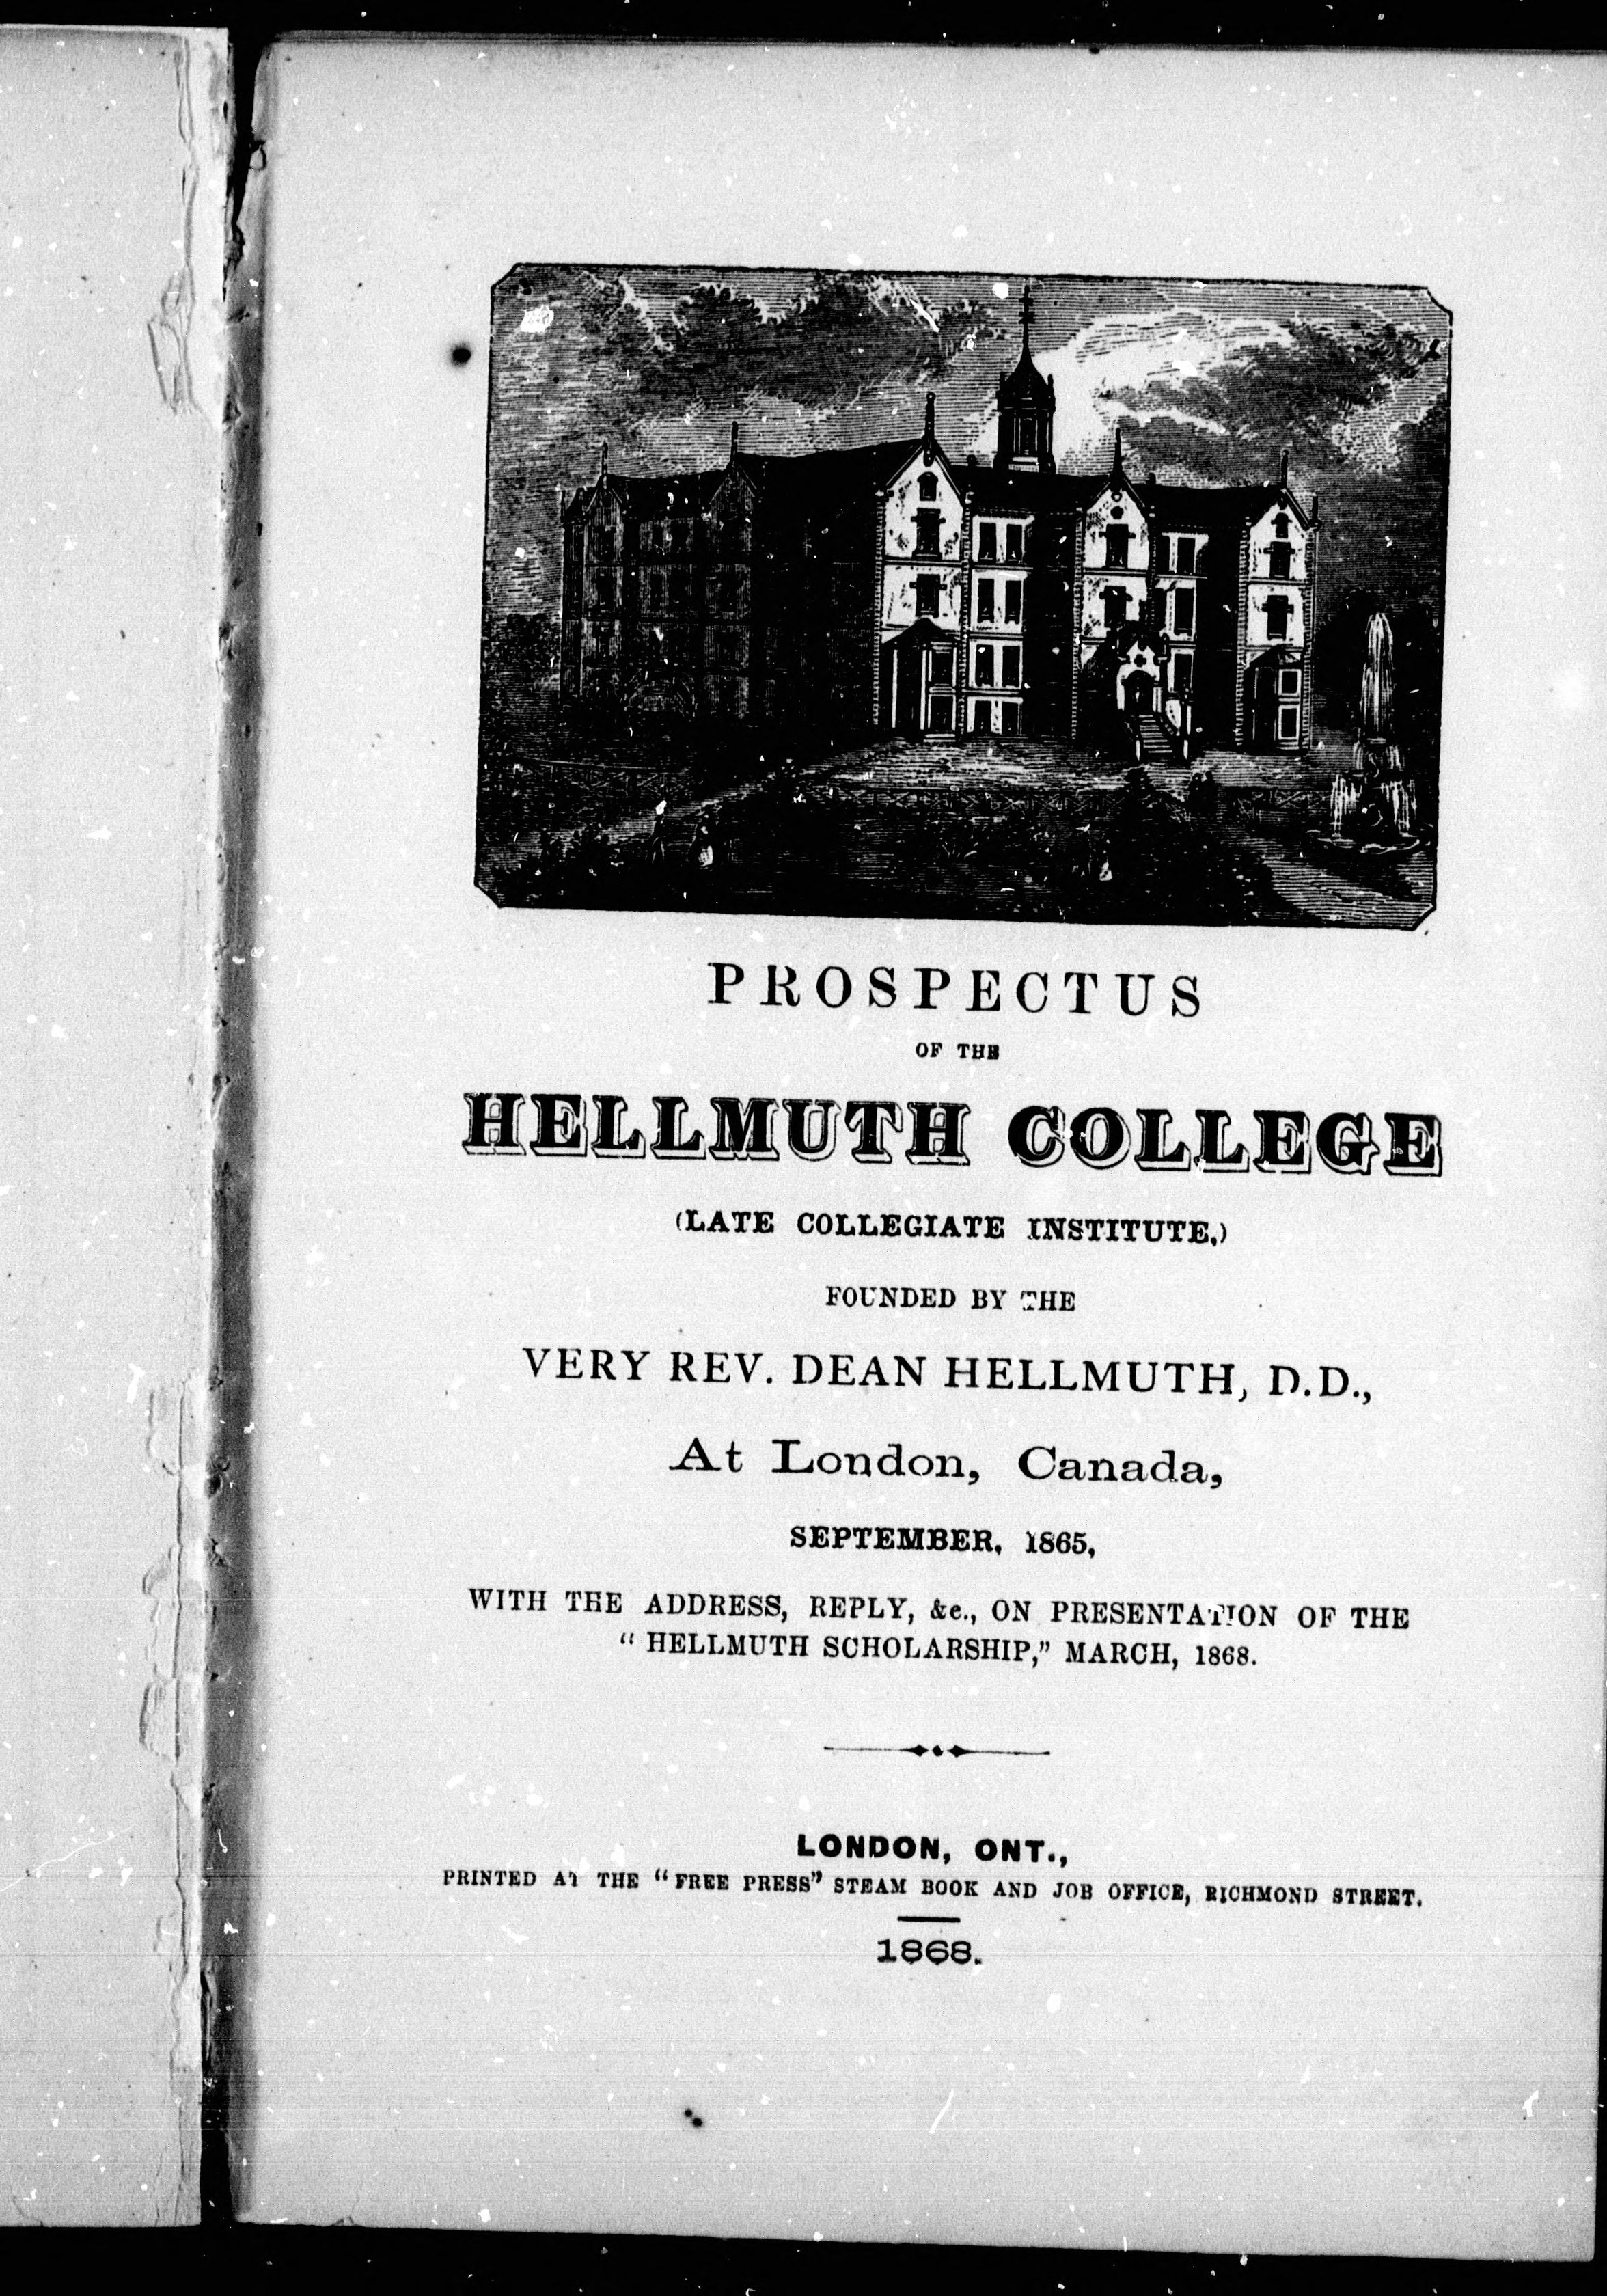 PROSPECTUS
OF THE
HELLMUTH COLLEGE
(LATE COLLEGIATE INSTITUTE,)
FOUNDED BY THE
VERY REV. DEAN HELLMUTH, D.D.,
At London, Canada,
SEPTEMBER, 1865,
WITH THE ADDRESS, REPLY, &c., ON PRESENTATION OF THE
“ HELLMUTH SCHOLARSHIP,” MARCH, 1868.
LONDON, ONT.,
PRINTED AT THE “FREE PRESS” STEAM BOOK AND JOB OFFICE, RICHMOND STREET.
1868.